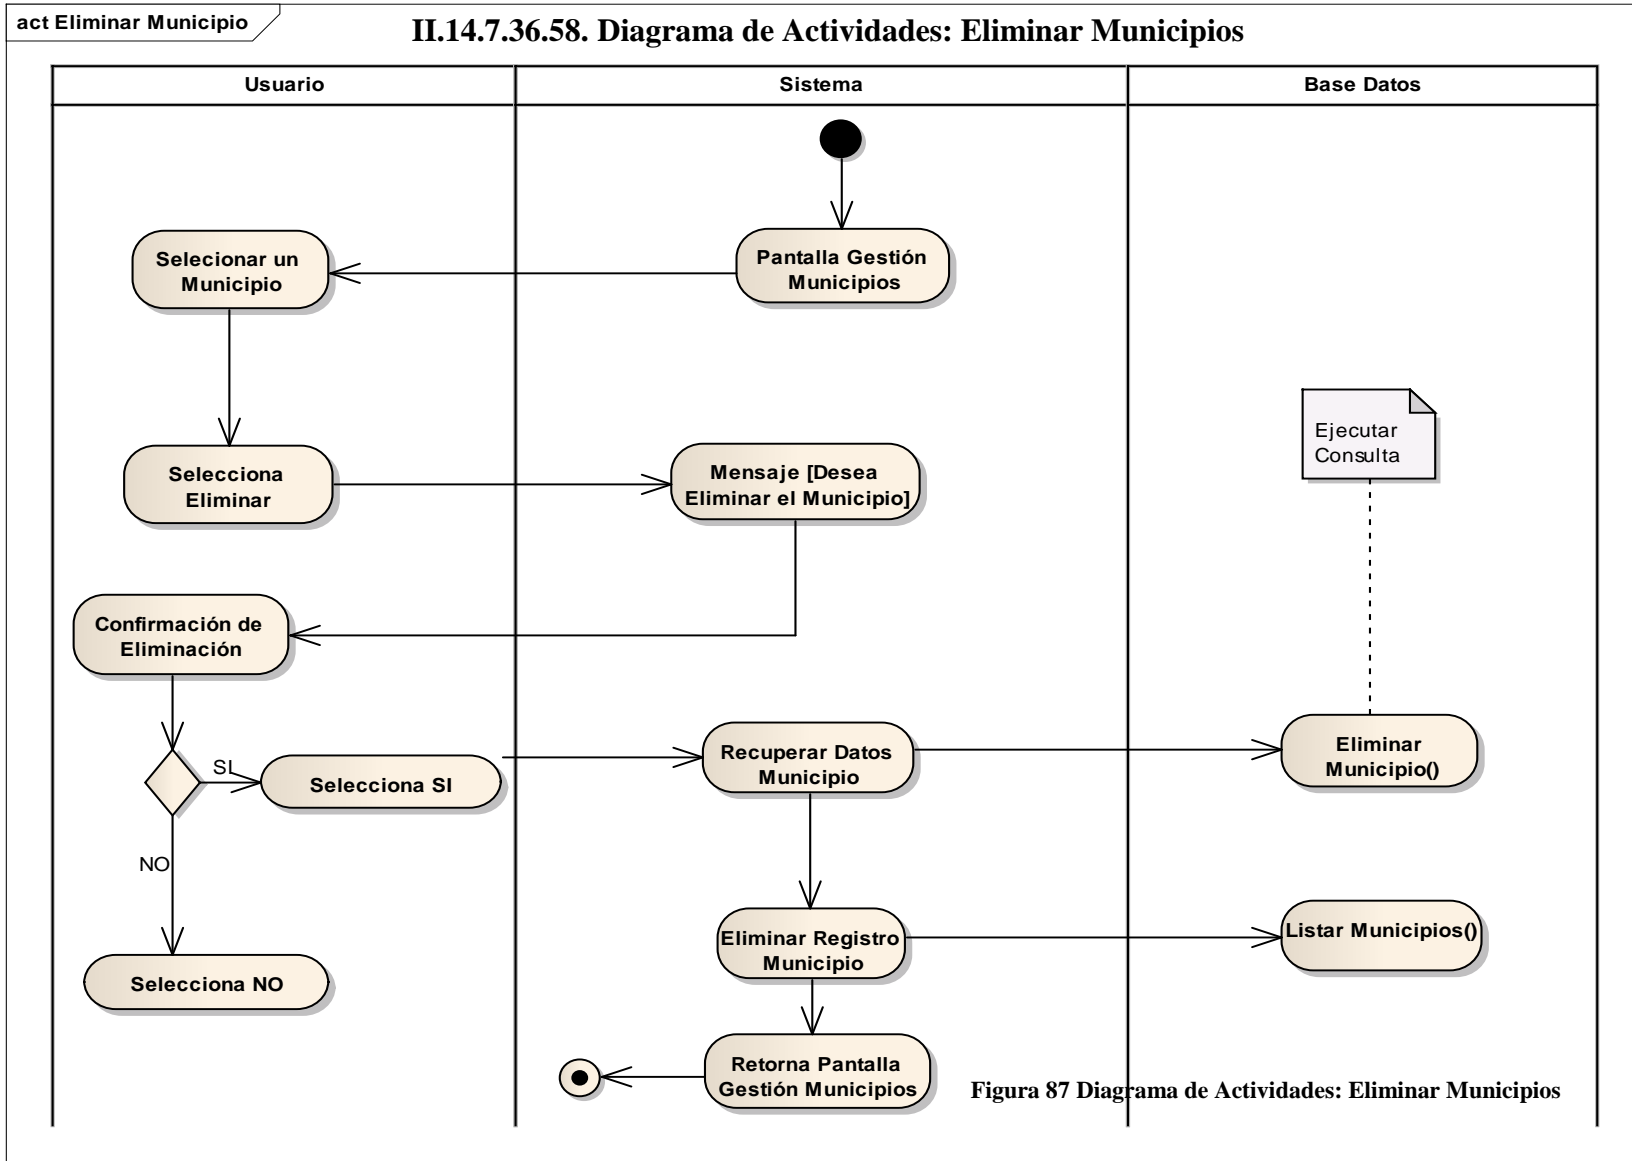 act Eliminar Municipio
II.14.7.36.58. Diagrama de Actividades: Eliminar Municipios
Usuario
Sistema
Base Datos
Selecionar un
Municipio
Pantalla Gestión
Municipios
Ejecutar
Consulta
Selecciona
Eliminar
Mensaje [Desea
Eliminar el Municipio]
Confirmación de
Eliminación
SI
Selecciona SI
Recuperar Datos
Municipio
Eliminar
Municipio()
NO
Eliminar Registro
Municipio
Listar Municipios()
Selecciona NO
Retorna Pantalla
Gestión Municipios
Figura 87 Diagrama de Actividades: Eliminar Municipios